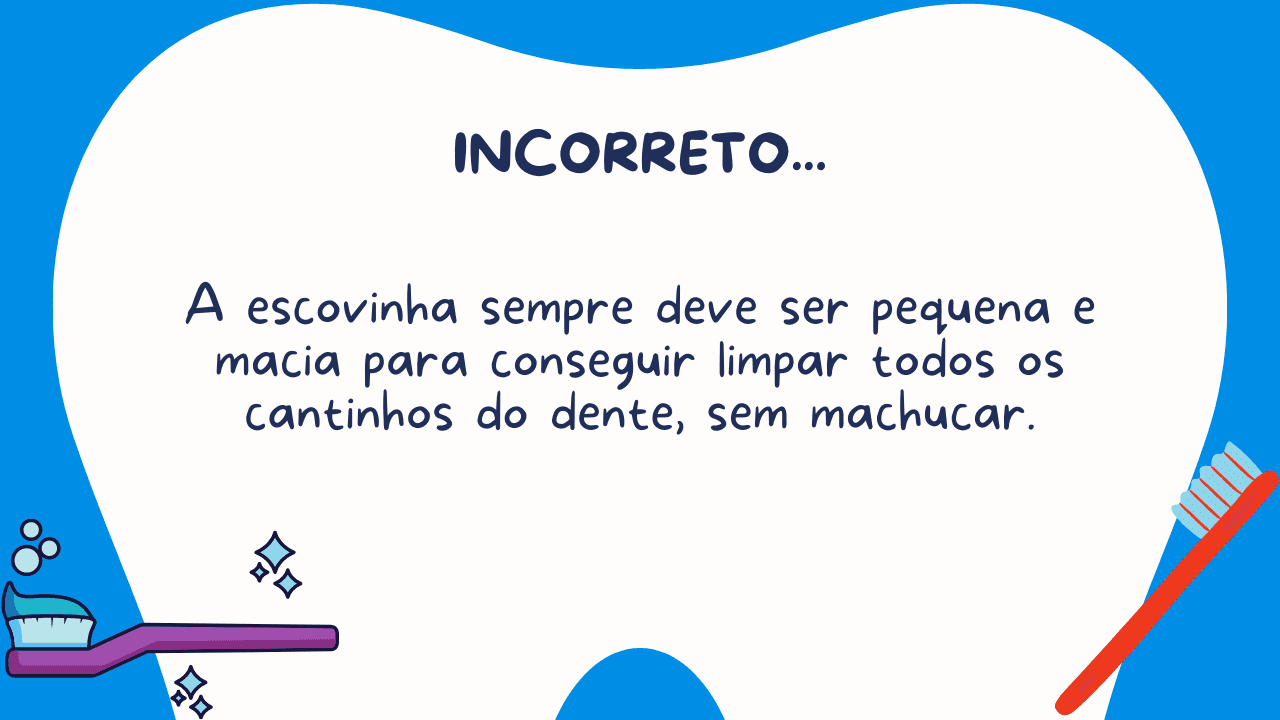 INCORRETO...
A escovinha sempre deve ser pequena e
macia para conseguir limpar todos os
cantinhos do dente, sem machucar.